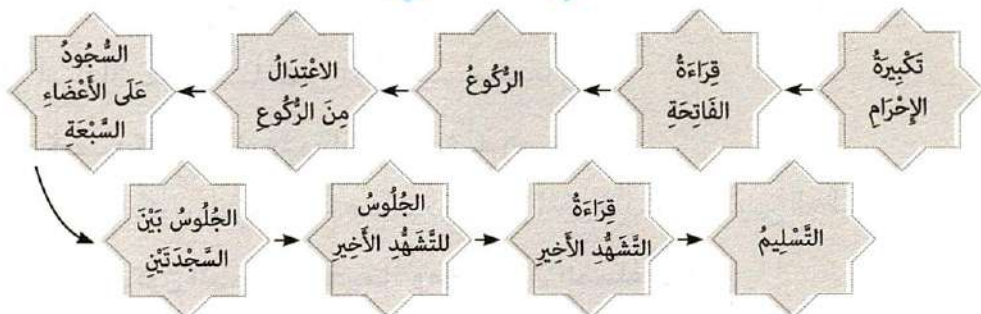 تَكْبِيرَةُ
الإِحْرَامِ
قِرَاءَةُ
الفَاتِحَةِ
الرُّكُوعُ
الاعْتِدَالُ
مِنَ الرُّكُوعِ
السُّجُودُ
عَلَى الأَعْضَاءِ
السَّبْعَةِ
الجُلُوسُ بَيْنَ
السَّجْدَتَيْنِ
الجُلُوسُ
للتَّشَهُّدِ الأَخِيرِ
قِرَاءَةُ
التَّشَهُّدِ الأَخِيرِ
التَّسْلِيمُ